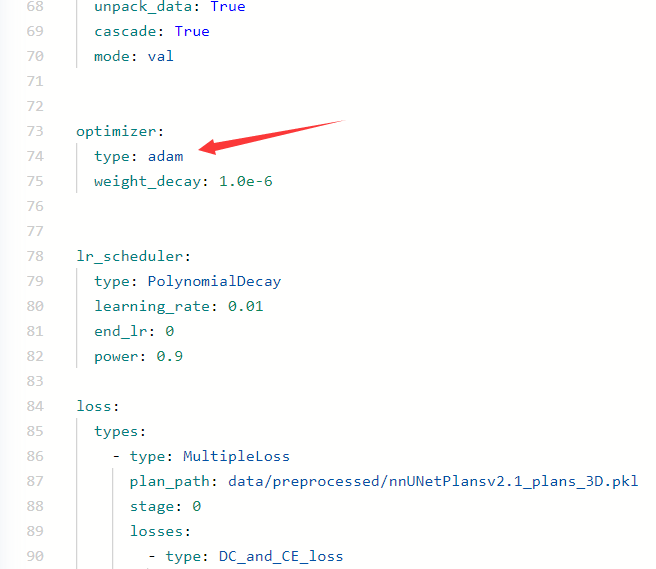 68 unpack_data: True
69 cascade: True
70 mode: val
71
72
73 optimizer:
74 type: adam
75 weight_decay: 1.0e-6
76
77
78 lr_scheduler:
79 type: PolynomialDecay
80 learning_rate: 0.01
81 end_lr: 0
82 power: 0.9
83
84 loss:
85 types:
86 - type: MultipleLoss
87 plan_path: data/preprocessed/nnUNetPlansv2.1_plans_3D.pkl
88 stage: 0
89 losses:
90 - type: DC_and_CE_loss